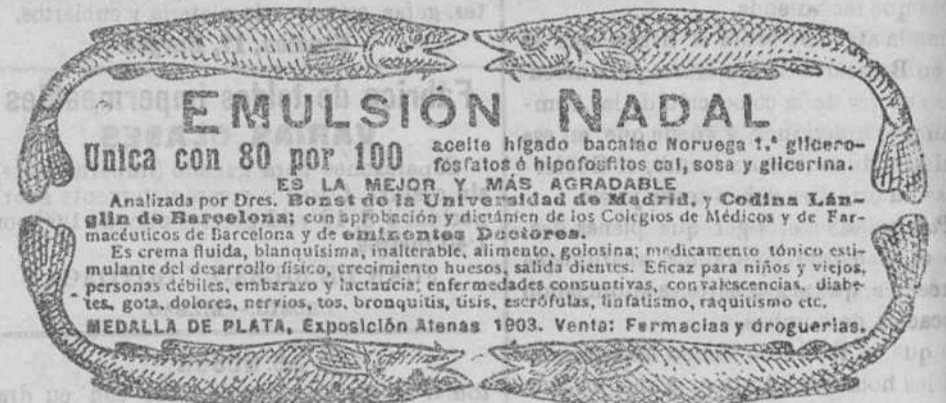 EMULSIÓN NADAL
Unica con 80 por 100 aceite hígado bacalao Noruega 1.ª glicero-
fosfatos é hipofosfitos cal, sosa y glicerina.
ES LA MEJOR Y MÁS AGRADABLE
Analizada por Dres. Bonet de la Universidad de Madrid, y Codina Lán-
glin de Barcelona; con aprobación y dictámen de los Colegios de Médicos y de Far-
macéuticos de Barcelona y de eminentes Doctores.
Es crema fluida, blanquísima, inalterable, alimento, golosina; medicamento tónico esti-
mulante del desarrollo físico, crecimiento huesos, salida dientes. Eficaz para niños y viejos,
personas débiles, embarazo y lactancia; enfermedades consuntivas, convalescencias, diabe-
tes, gota, dolores, nervios, tos, bronquitis, tisis, escrófulas, linfatismo, raquitismo etc.
MEDALLA DE PLATA, Exposición Atenas 1903. Venta: Farmacias y droguerias.